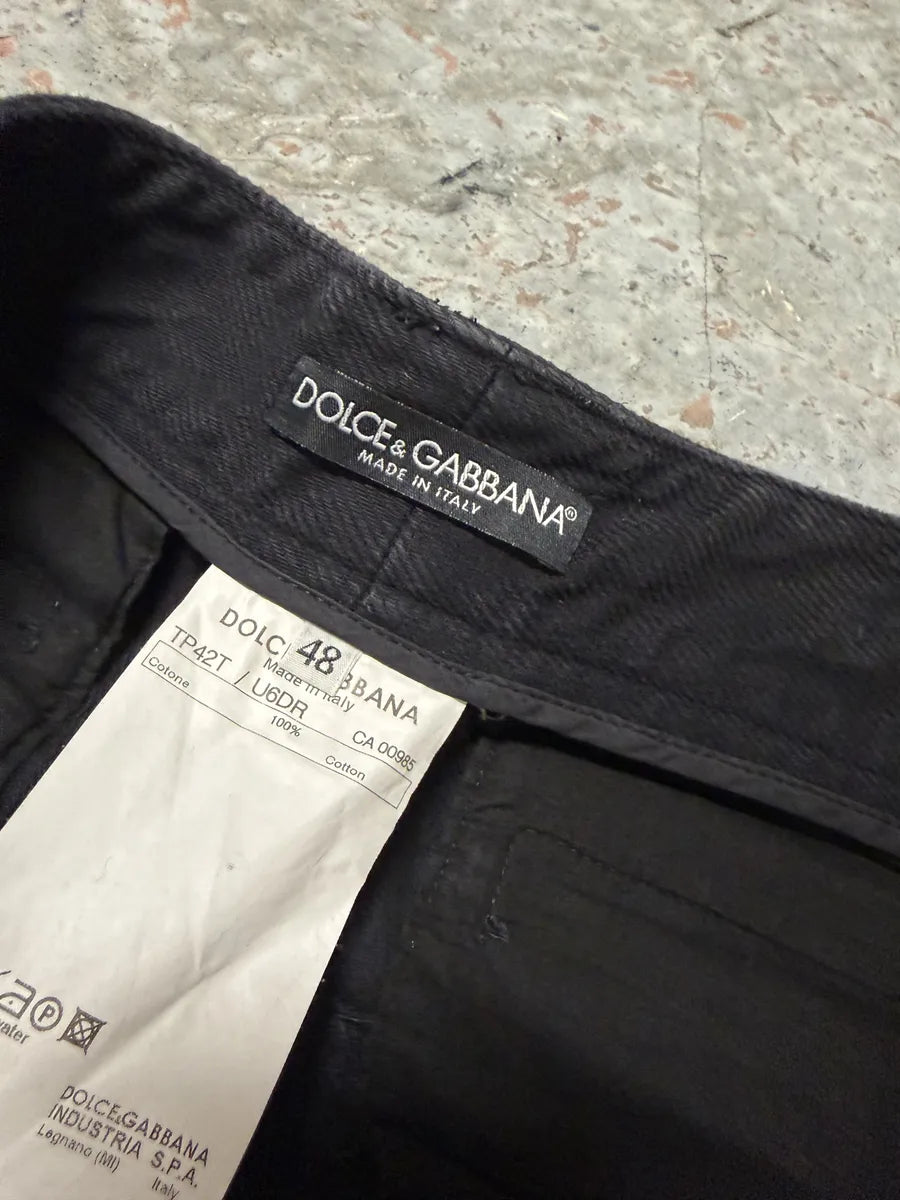 DOLCE&GABBANA®
MADE IN ITALY
48
DOLC BBANA
Made in Italy
TP42T / U6DR CA 00985
Cotone 100% Cotton
DOLCE&GABBANA
INDUSTRIA S.P.A.
Legnano (MI)
Italy